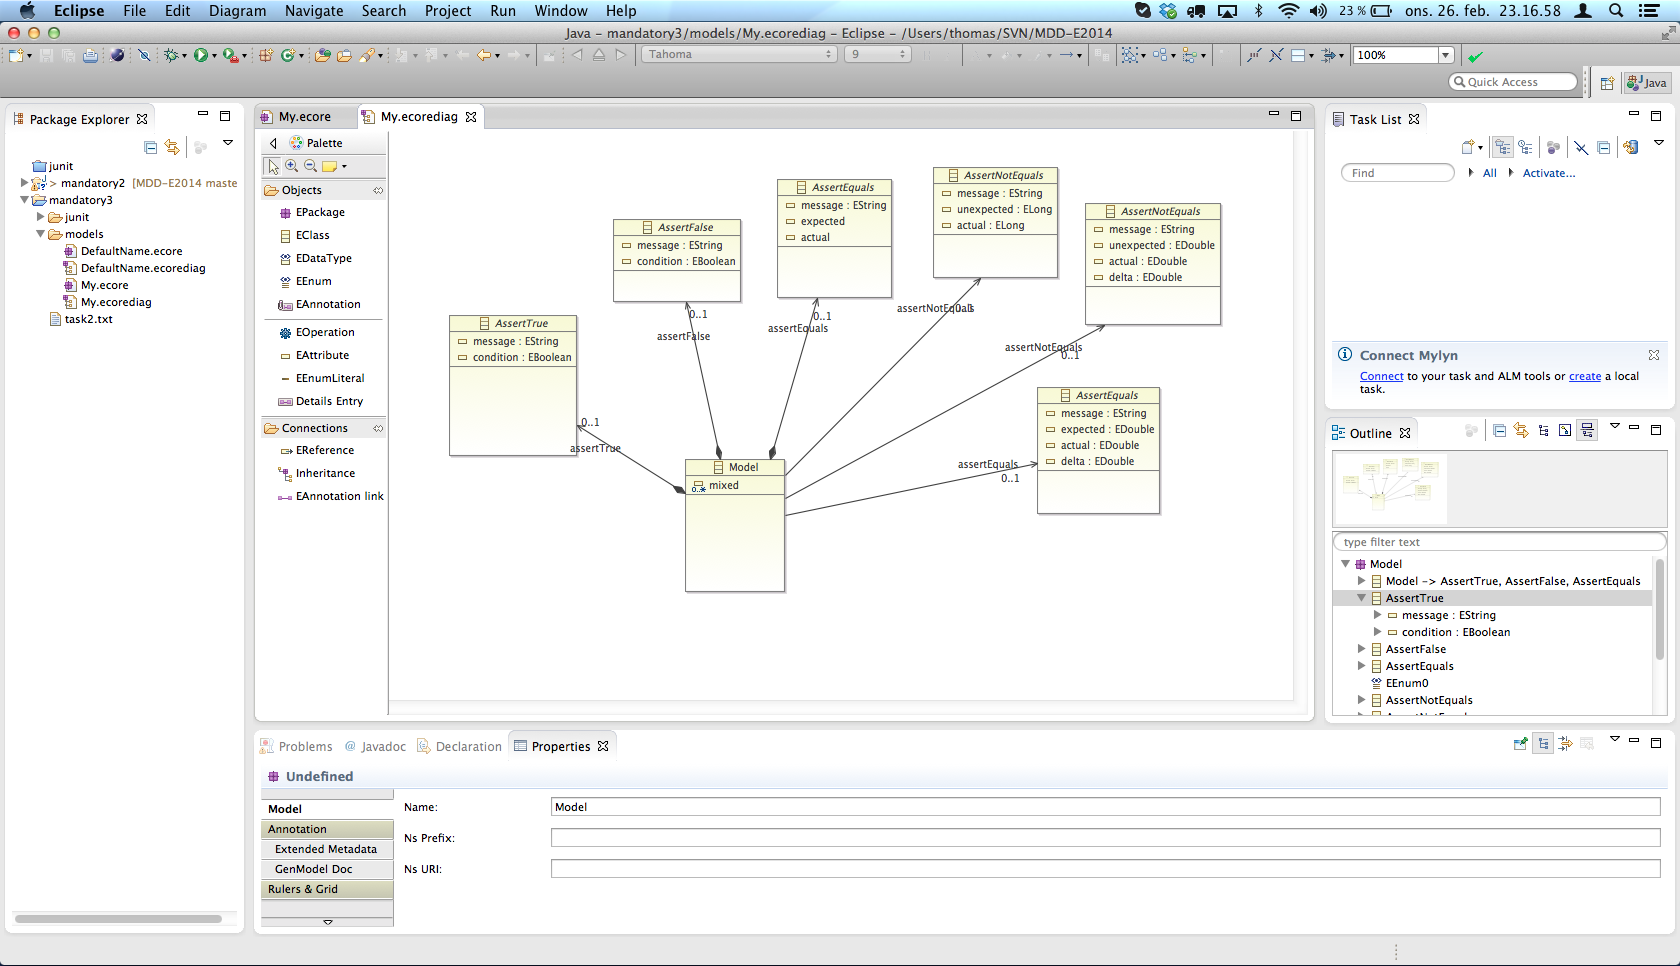 Eclipse File Edit Diagram Navigate Search Project Run Window Help 23 % ons. 26. feb. 23.16.58
Java – mandatory3/models/My.ecorediag – Eclipse – /Users/thomas/SVN/MDD-E2014
Tahoma 9 100%
Quick Access Java
Package Explorer
junit
> mandatory2 [MDD-E2014 maste
mandatory3
junit
models
DefaultName.ecore
DefaultName.ecorediag
My.ecore
My.ecorediag
task2.txt
My.ecore My.ecorediag
Palette
Objects
EPackage
EClass
EDataType
EEnum
EAnnotation
EOperation
EAttribute
EEnumLiteral
Details Entry
Connections
EReference
Inheritance
EAnnotation link
AssertTrue
message : EString
condition : EBoolean
0..1
assertTrue
AssertFalse
message : EString
condition : EBoolean
0..1
assertFalse
AssertEquals
message : EString
expected
actual
0..1
assertEquals
AssertNotEquals
message : EString
unexpected : ELong
actual : ELong
assertNotEquals
AssertNotEquals
message : EString
unexpected : EDouble
actual : EDouble
delta : EDouble
assertNotEquals
0..1
AssertEquals
message : EString
expected : EDouble
actual : EDouble
delta : EDouble
assertEquals
0..1
Model
0..* mixed
Task List
Find All Activate...
Connect Mylyn
Connect to your task and ALM tools or create a local
task.
Outline
type filter text
Model
Model -> AssertTrue, AssertFalse, AssertEquals
AssertTrue
message : EString
condition : EBoolean
AssertFalse
AssertEquals
EEnum0
AssertNotEquals
Problems @ Javadoc Declaration Properties
Undefined
Model
Annotation
Extended Metadata
GenModel Doc
Rulers & Grid
Name: Model
Ns Prefix:
Ns URI: